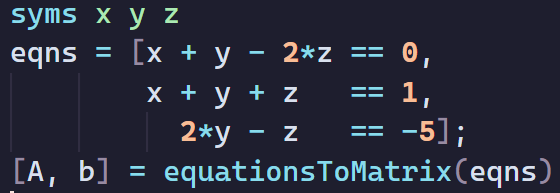 syms x y z
eqns = [x + y - 2*z == 0,
x + y + z == 1,
2*y - z == -5];
[A, b] = equationsToMatrix(eqns)